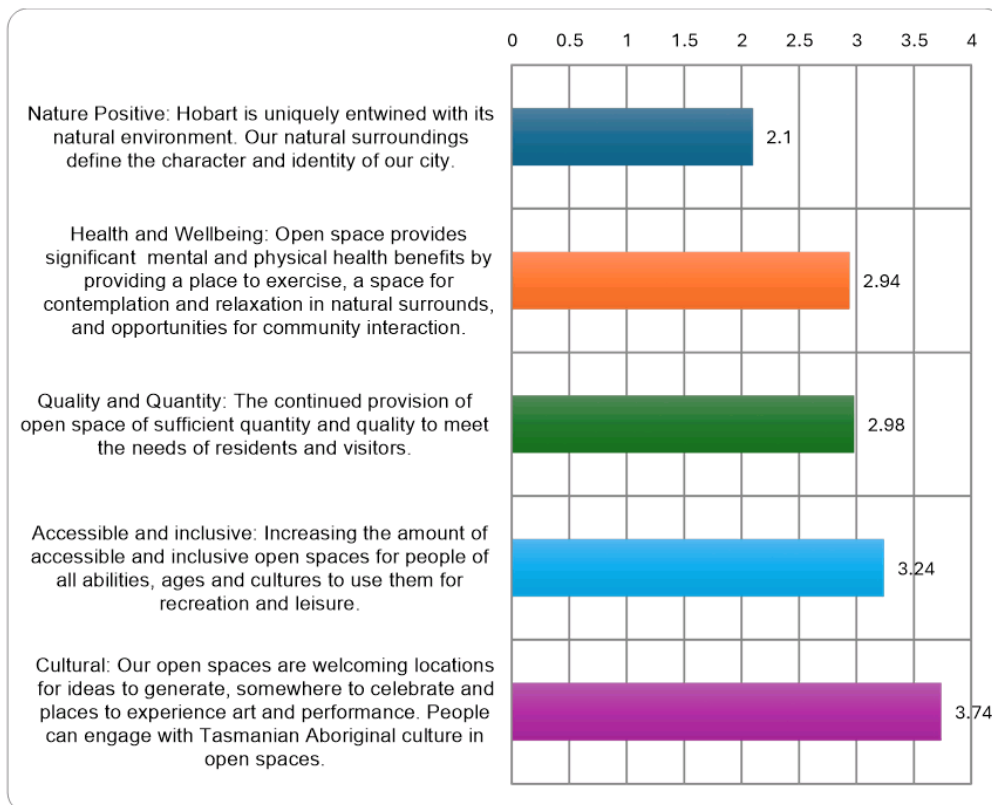 0 0.5 1 1.5 2 2.5 3 3.5 4
Nature Positive: Hobart is uniquely entwined with its
natural environment. Our natural surroundings
define the character and identity of our city.
2.1
Health and Wellbeing: Open space provides
significant mental and physical health benefits by
providing a place to exercise, a space for
contemplation and relaxation in natural surrounds,
and opportunities for community interaction.
2.94
Quality and Quantity: The continued provision of
open space of sufficient quantity and quality to meet
the needs of residents and visitors.
2.98
Accessible and inclusive: Increasing the amount of
accessible and inclusive open spaces for people of
all abilities, ages and cultures to use them for
recreation and leisure.
3.24
Cultural: Our open spaces are welcoming locations
for ideas to generate, somewhere to celebrate and
places to experience art and performance. People
can engage with Tasmanian Aboriginal culture in
open spaces.
3.74